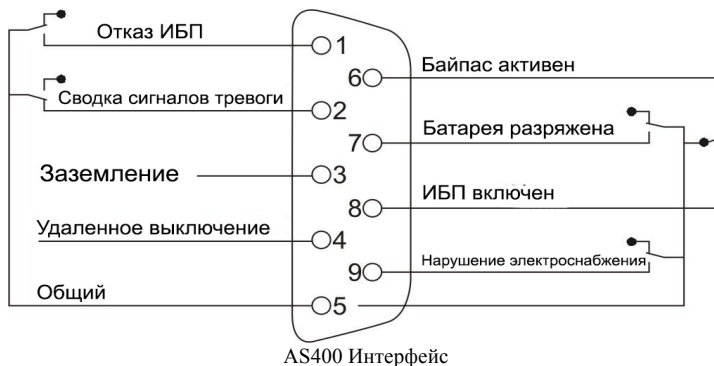 Отказ ИБП
1
6
Байпас активен
Сводка сигналов тревоги
2
7
Батарея разряжена
Заземление
3
8
ИБП включен
Удаленное выключение
4
9
Нарушение электроснабжения
Общий
5
AS400 Интерфейс